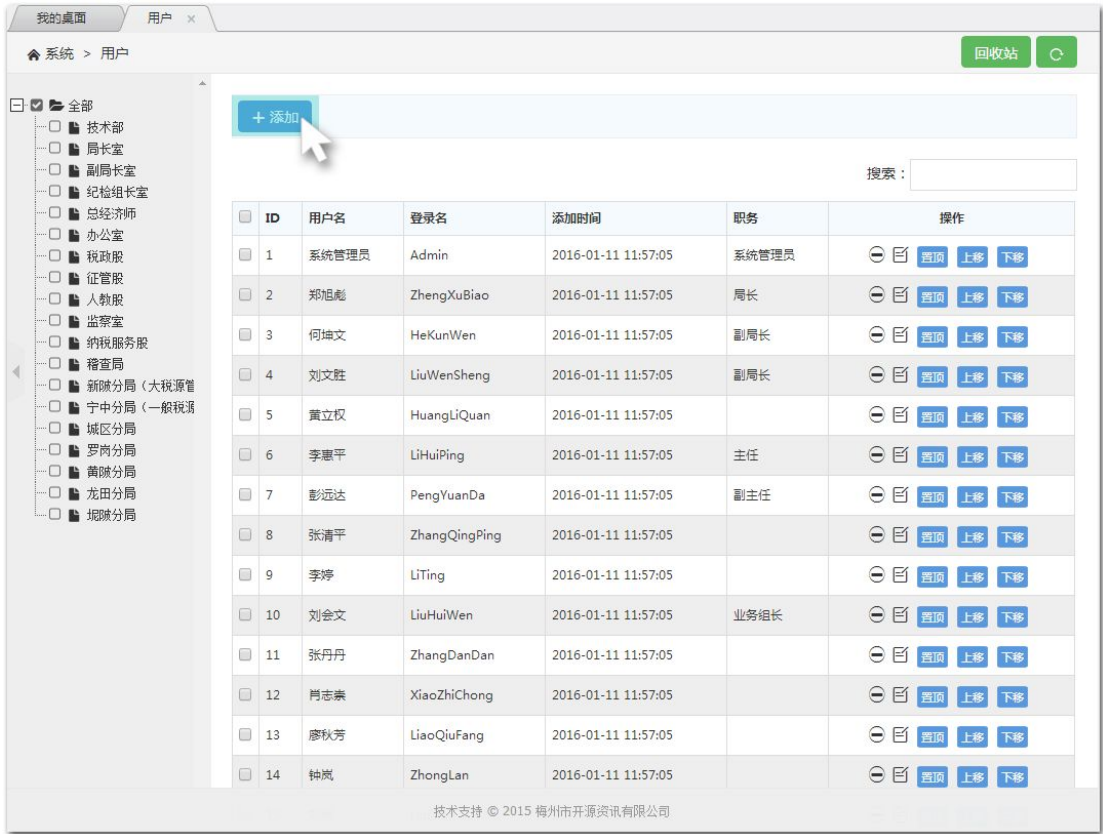 我的桌面 用户 ×
系统 > 用户 回收站
全部
技术部
局长室
副局长室
纪检组长室
总经济师
办公室
税政股
征管股
人教股
监察室
纳税服务股
稽查局
新陂分局（大税源管
宁中分局（一般税源
城区分局
罗岗分局
黄陂分局
龙田分局
坭陂分局
+ 添加
搜索：
ID 用户名 登录名 添加时间 职务 操作
1 系统管理员 Admin 2016-01-11 11:57:05 系统管理员 置顶 上移 下移
2 郑旭彪 ZhengXuBiao 2016-01-11 11:57:05 局长 置顶 上移 下移
3 何坤文 HeKunWen 2016-01-11 11:57:05 副局长 置顶 上移 下移
4 刘文胜 LiuWenSheng 2016-01-11 11:57:05 副局长 置顶 上移 下移
5 黄立权 HuangLiQuan 2016-01-11 11:57:05 置顶 上移 下移
6 李惠平 LiHuiPing 2016-01-11 11:57:05 主任 置顶 上移 下移
7 彭远达 PengYuanDa 2016-01-11 11:57:05 副主任 置顶 上移 下移
8 张清平 ZhangQingPing 2016-01-11 11:57:05 置顶 上移 下移
9 李婷 LiTing 2016-01-11 11:57:05 置顶 上移 下移
10 刘会文 LiuHuiWen 2016-01-11 11:57:05 业务组长 置顶 上移 下移
11 张丹丹 ZhangDanDan 2016-01-11 11:57:05 置顶 上移 下移
12 肖志崇 XiaoZhiChong 2016-01-11 11:57:05 置顶 上移 下移
13 廖秋芳 LiaoQiuFang 2016-01-11 11:57:05 置顶 上移 下移
14 钟岚 ZhongLan 2016-01-11 11:57:05 置顶 上移 下移
技术支持 © 2015 梅州市开源资讯有限公司